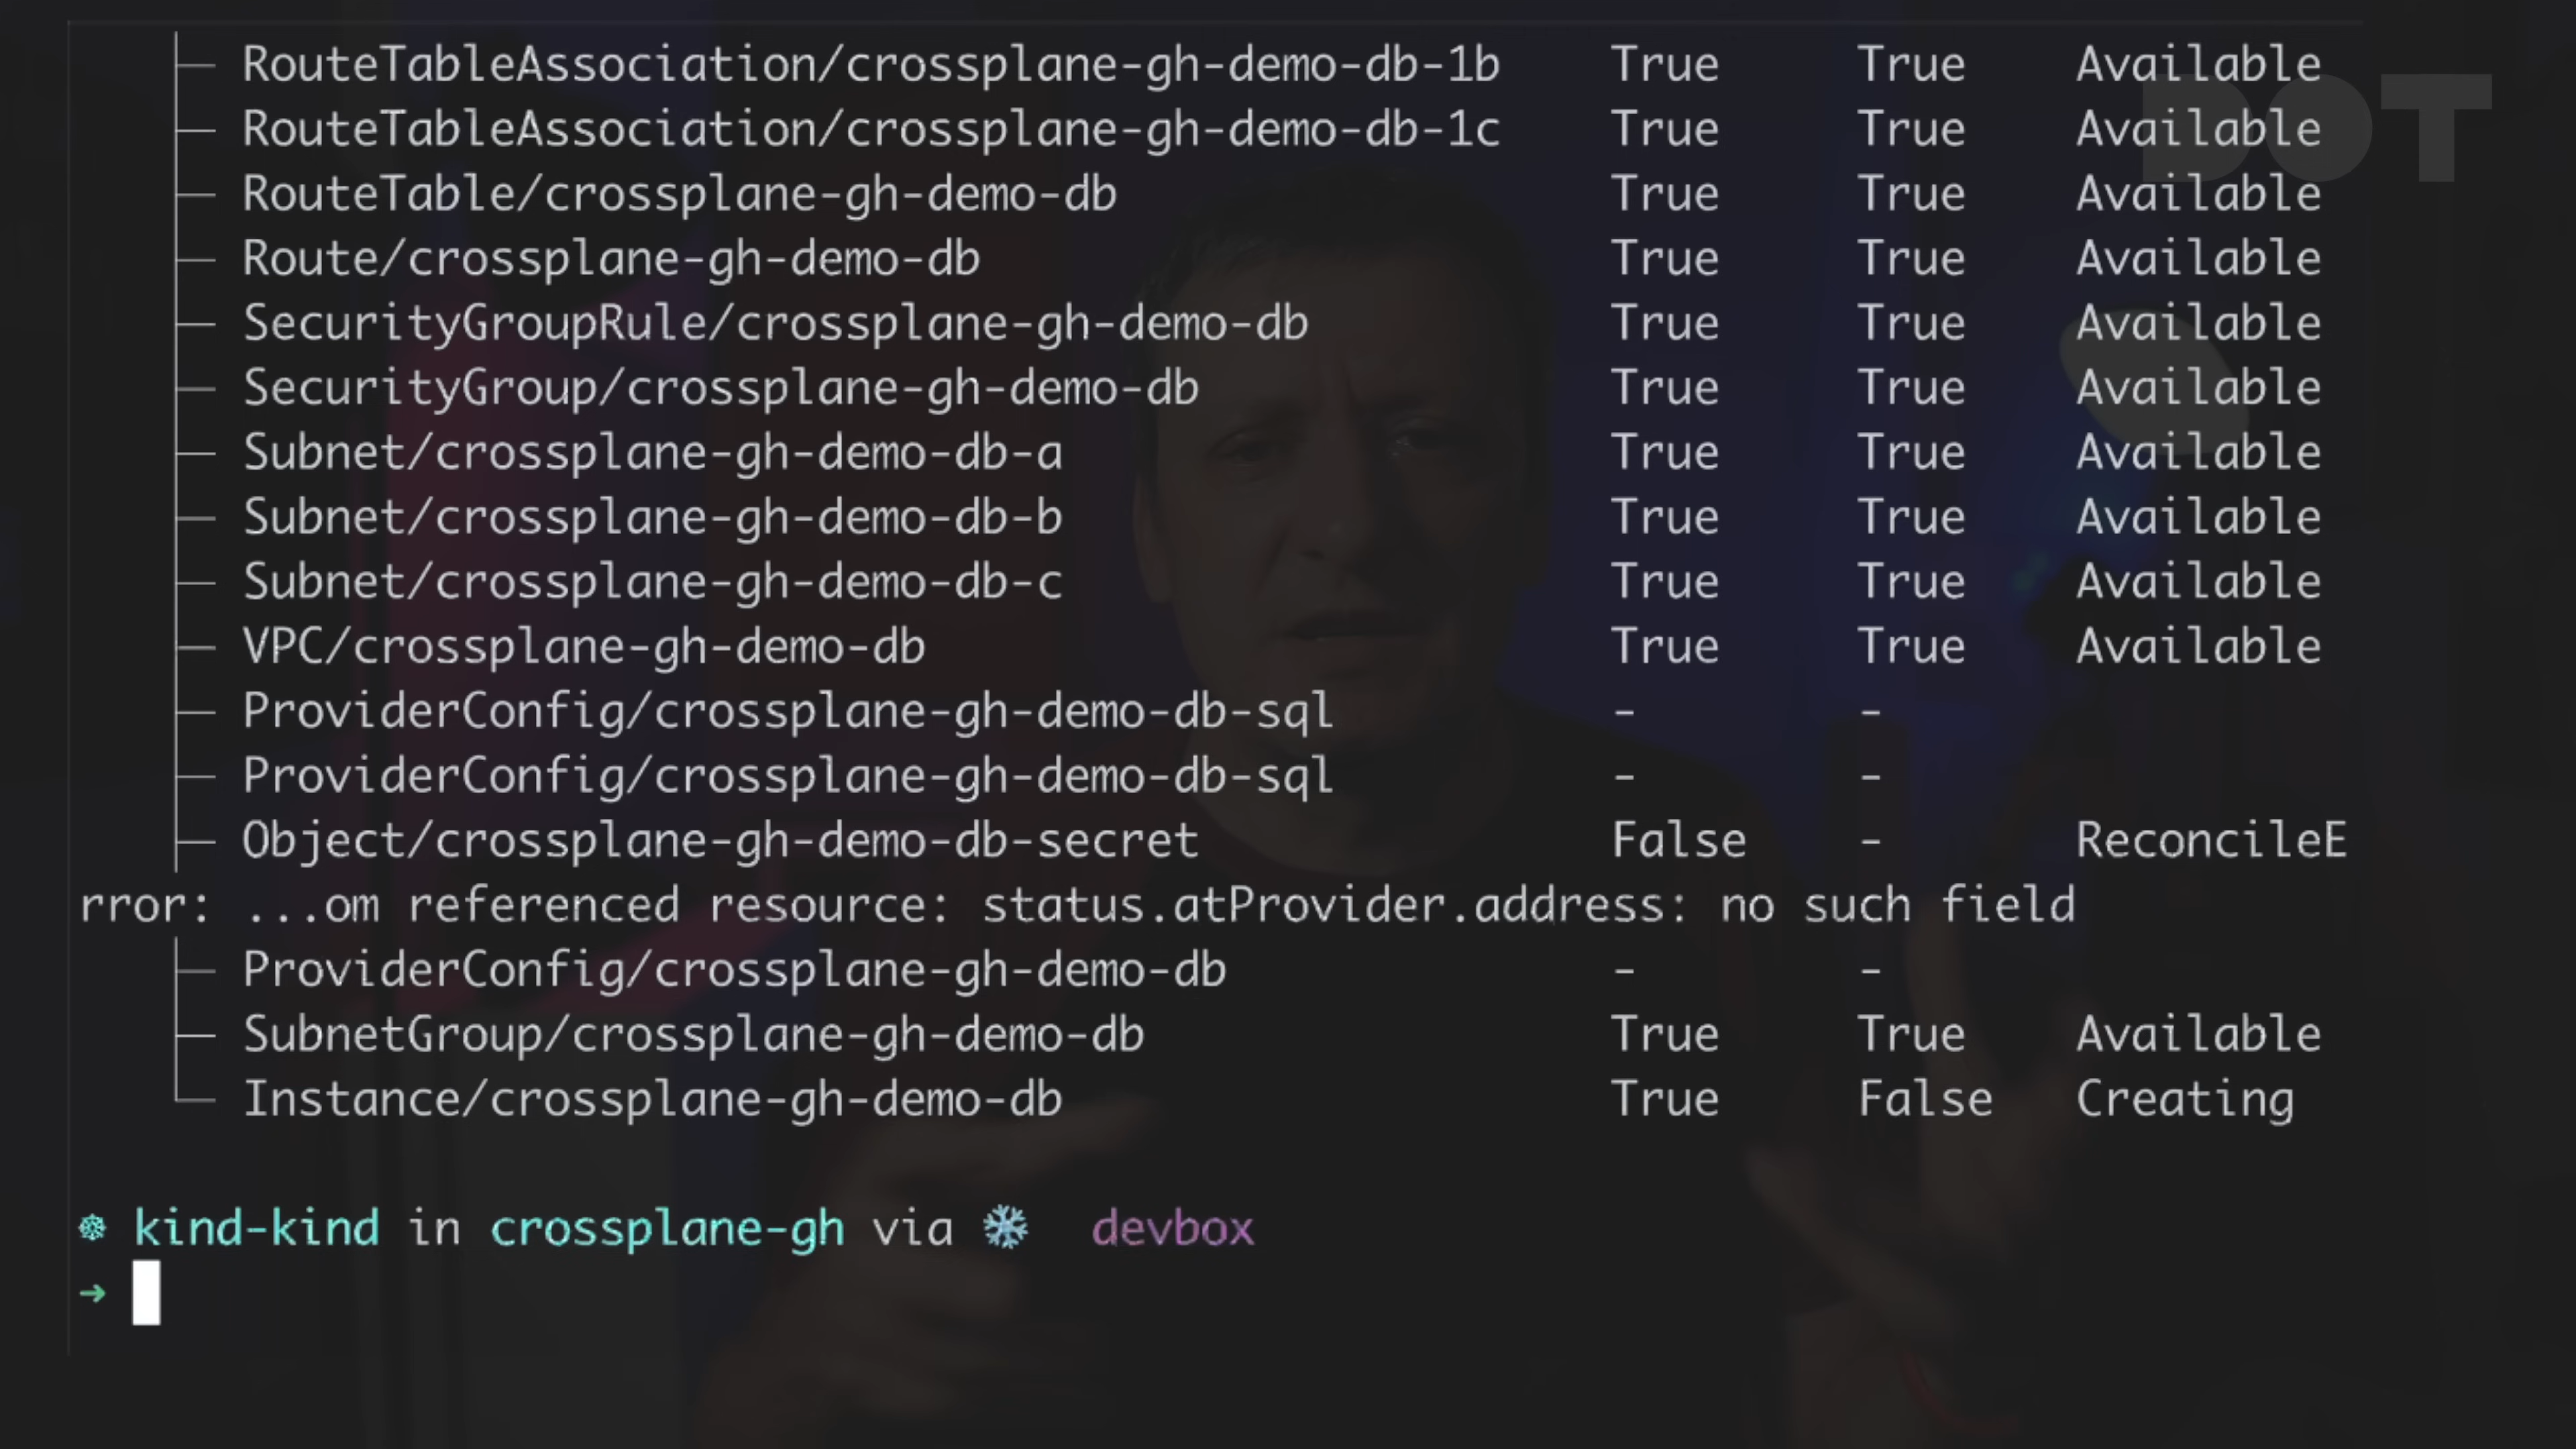 RouteTableAssociation/crossplane-gh-demo-db-1b True True Available
RouteTableAssociation/crossplane-gh-demo-db-1c True True Available
RouteTable/crossplane-gh-demo-db True True Available
Route/crossplane-gh-demo-db True True Available
SecurityGroupRule/crossplane-gh-demo-db True True Available
SecurityGroup/crossplane-gh-demo-db True True Available
Subnet/crossplane-gh-demo-db-a True True Available
Subnet/crossplane-gh-demo-db-b True True Available
Subnet/crossplane-gh-demo-db-c True True Available
VPC/crossplane-gh-demo-db True True Available
ProviderConfig/crossplane-gh-demo-db-sql - -
ProviderConfig/crossplane-gh-demo-db-sql - -
Object/crossplane-gh-demo-db-secret False - ReconcileE
rror: ...om referenced resource: status.atProvider.address: no such field
ProviderConfig/crossplane-gh-demo-db - -
SubnetGroup/crossplane-gh-demo-db True True Available
Instance/crossplane-gh-demo-db True False Creating
kind-kind in crossplane-gh via devbox
DOT